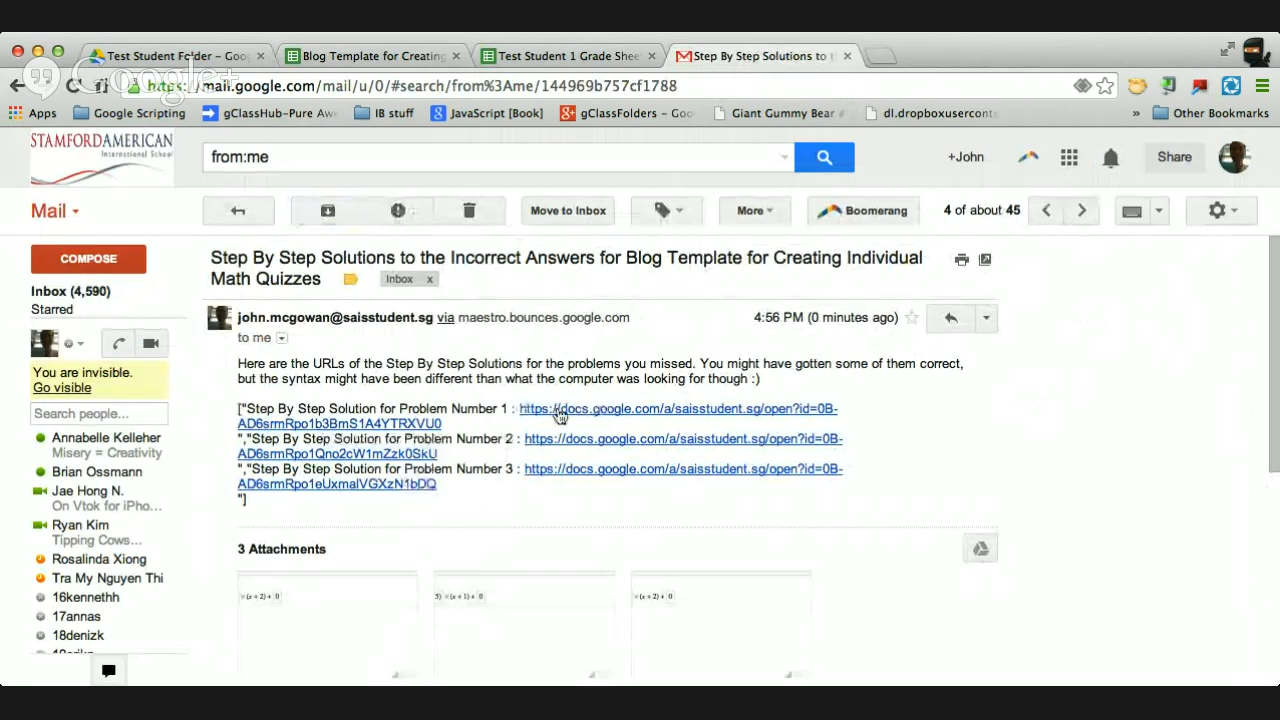 Test Student Folder – Goo
Blog Template for Creating
Test Student 1 Grade Sheet
Step By Step Solutions to th
Google+
https://mail.google.com/mail/u/0/#search/from%3Ame/144969b757cf1788
Apps
Google Scripting
gClassHub-Pure Awe
IB stuff
JavaScript [Book]
gClassFolders – Goo
Giant Gummy Bear #
dl.dropboxuserconte
»
Other Bookmarks
STAMFORDAMERICAN
International School
from:me
+John
Share
Mail
Move to Inbox
More
Boomerang
4 of about 45
COMPOSE
Inbox (4,590)
Starred
You are invisible.
Go visible
Search people...
Annabelle Kelleher
Misery = Creativity
Brian Ossmann
Jae Hong N.
On Vtok for iPho...
Ryan Kim
Tipping Cows...
Rosalinda Xiong
Tra My Nguyen Thi
16kennethh
17annas
18denizk
Step By Step Solutions to the Incorrect Answers for Blog Template for Creating Individual
Math Quizzes
Inbox x
john.mcgowan@saisstudent.sg via maestro.bounces.google.com
4:56 PM (0 minutes ago)
to me
Here are the URLs of the Step By Step Solutions for the problems you missed. You might have gotten some of them correct,
but the syntax might have been different than what the computer was looking for though :)
["Step By Step Solution for Problem Number 1 : https://docs.google.com/a/saisstudent.sg/open?id=0B-
AD6srmRpo1b3BmS1A4YTRXVU0
","Step By Step Solution for Problem Number 2 : https://docs.google.com/a/saisstudent.sg/open?id=0B-
AD6srmRpo1Qno2cW1mZzk0SkU
","Step By Step Solution for Problem Number 3 : https://docs.google.com/a/saisstudent.sg/open?id=0B-
AD6srmRpo1eUxmalVGXzN1bDQ
"]
3 Attachments
×(x + 2) + 0
3) ×(x + 1) + 0
×(x + 2) + 0